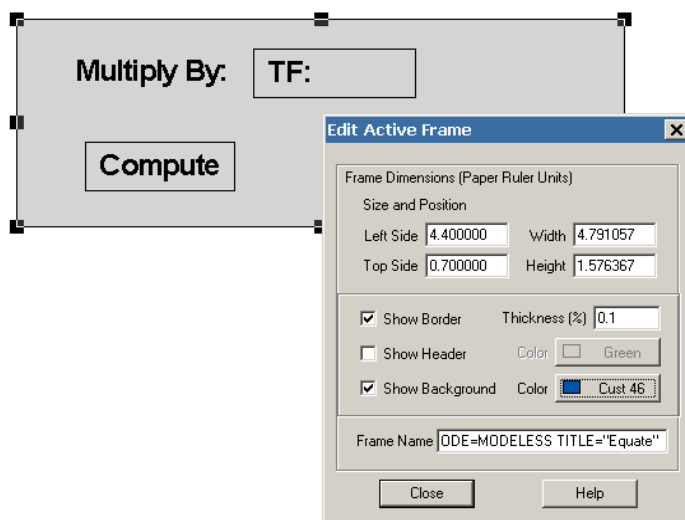 Multiply By: TF:
Compute
Edit Active Frame
Frame Dimensions (Paper Ruler Units)
Size and Position
Left Side 4.400000 Width 4.791057
Top Side 0.700000 Height 1.576367
Show Border Thickness (%) 0.1
Show Header Color Green
Show Background Color Cust 46
Frame Name ODE=MODELESS TITLE="Equate"
Close Help